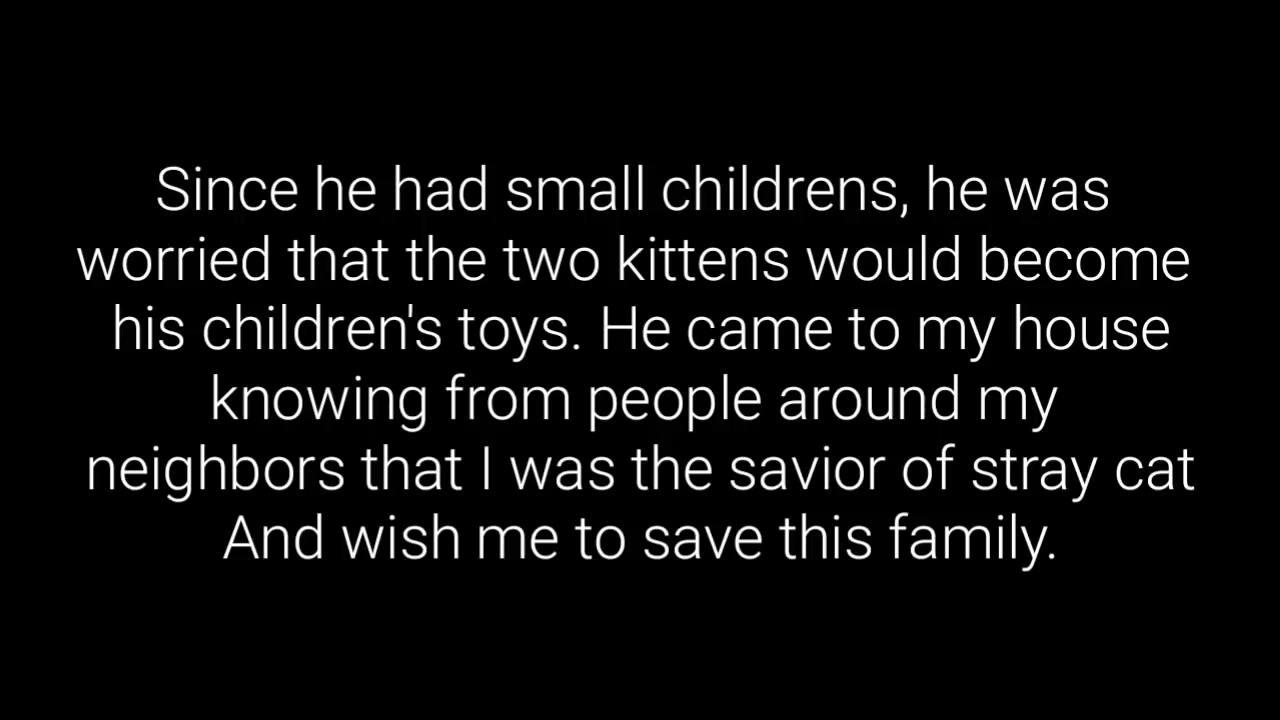 Since he had small childrens, he was
worried that the two kittens would become
his children's toys. He came to my house
knowing from people around my
neighbors that I was the savior of stray cat
And wish me to save this family.